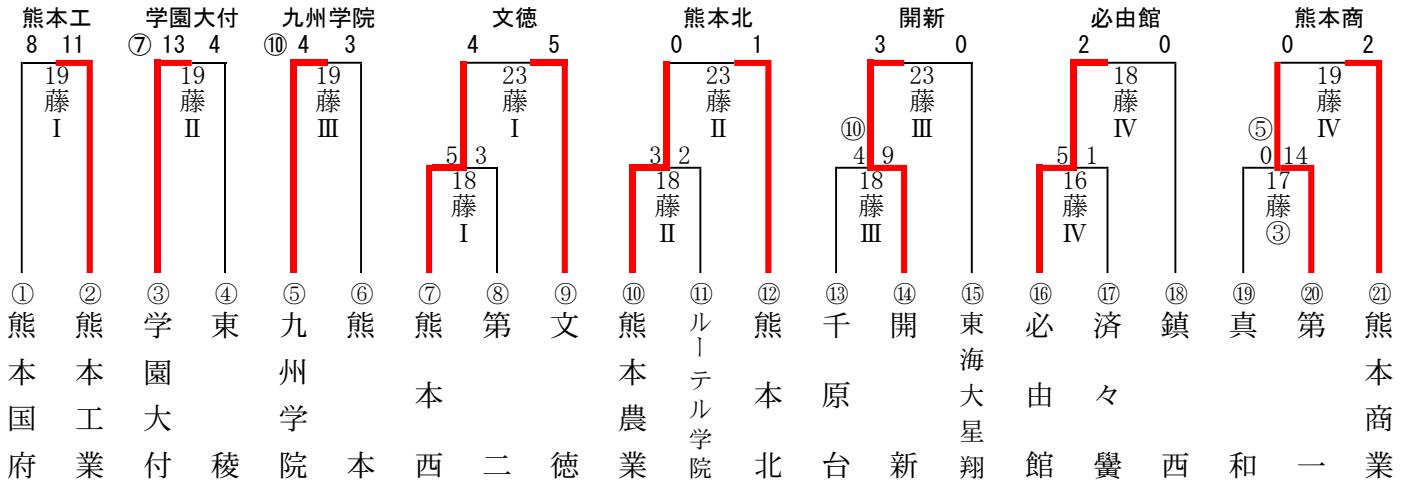 熊本工 学園大付 九州学院 文徳 熊本北 開新 必由館 熊本商
8 11 ⑦ 13 4 ⑩ 4 3 4 5 0 1 3 0 2 0 0 2
19 19 19 23 23 23 18 19
藤 藤 藤 藤 藤 藤 藤 藤
Ⅰ Ⅱ Ⅲ Ⅰ Ⅱ Ⅲ Ⅳ Ⅳ
⑩ ⑤
5 3 3 2 4 9 5 1 0 14
18 18 18 16 17
藤 藤 藤 藤 藤
Ⅰ Ⅱ Ⅲ Ⅳ ③
① ② ③ ④ ⑤ ⑥ ⑦ ⑧ ⑨ ⑩ ⑪ ⑫ ⑬ ⑭ ⑮ ⑯ ⑰ ⑱ ⑲ ⑳ ㉑
熊本国府
熊本工業
学園大付
東稜
九州学院
熊本
熊本西
第二
文徳
熊本農業
ルーテル学院
熊本北
千原台
開新
東海大星翔
必由館
済々黌
鎮西
真和
第一
熊本商業